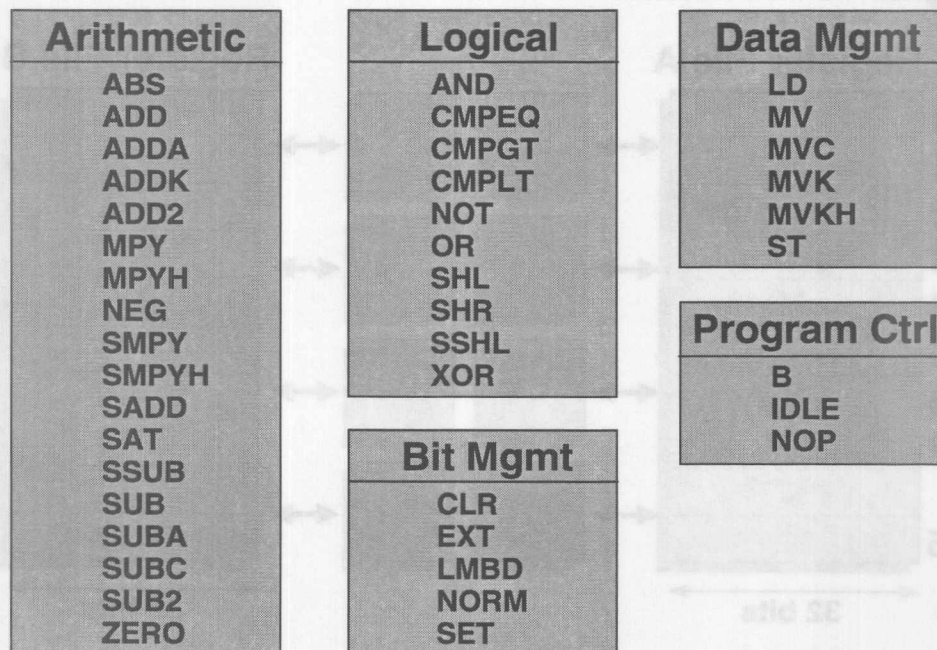 Arithmetic
ABS
ADD
ADDA
ADDK
ADD2
MPY
MPYH
NEG
SMPY
SMPYH
SADD
SAT
SSUB
SUB
SUBA
SUBC
SUB2
ZERO
Logical
AND
CMPEQ
CMPGT
CMPLT
NOT
OR
SHL
SHR
SSHL
XOR
Bit Mgmt
CLR
EXT
LMBD
NORM
SET
Data Mgmt
LD
MV
MVC
MVK
MVKH
ST
Program Ctrl
B
IDLE
NOP
32 bits